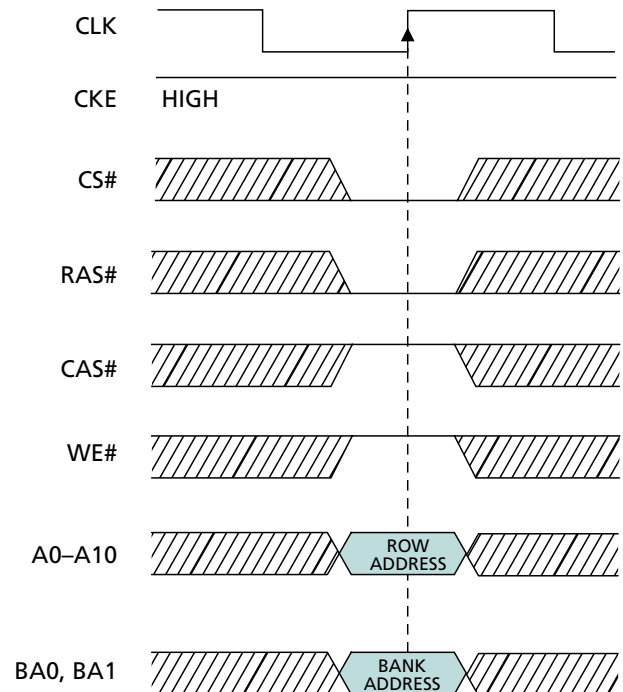 CLK
CKE HIGH
CS#
RAS#
CAS#
WE#
A0–A10 ROW
ADDRESS
BA0, BA1 BANK
ADDRESS